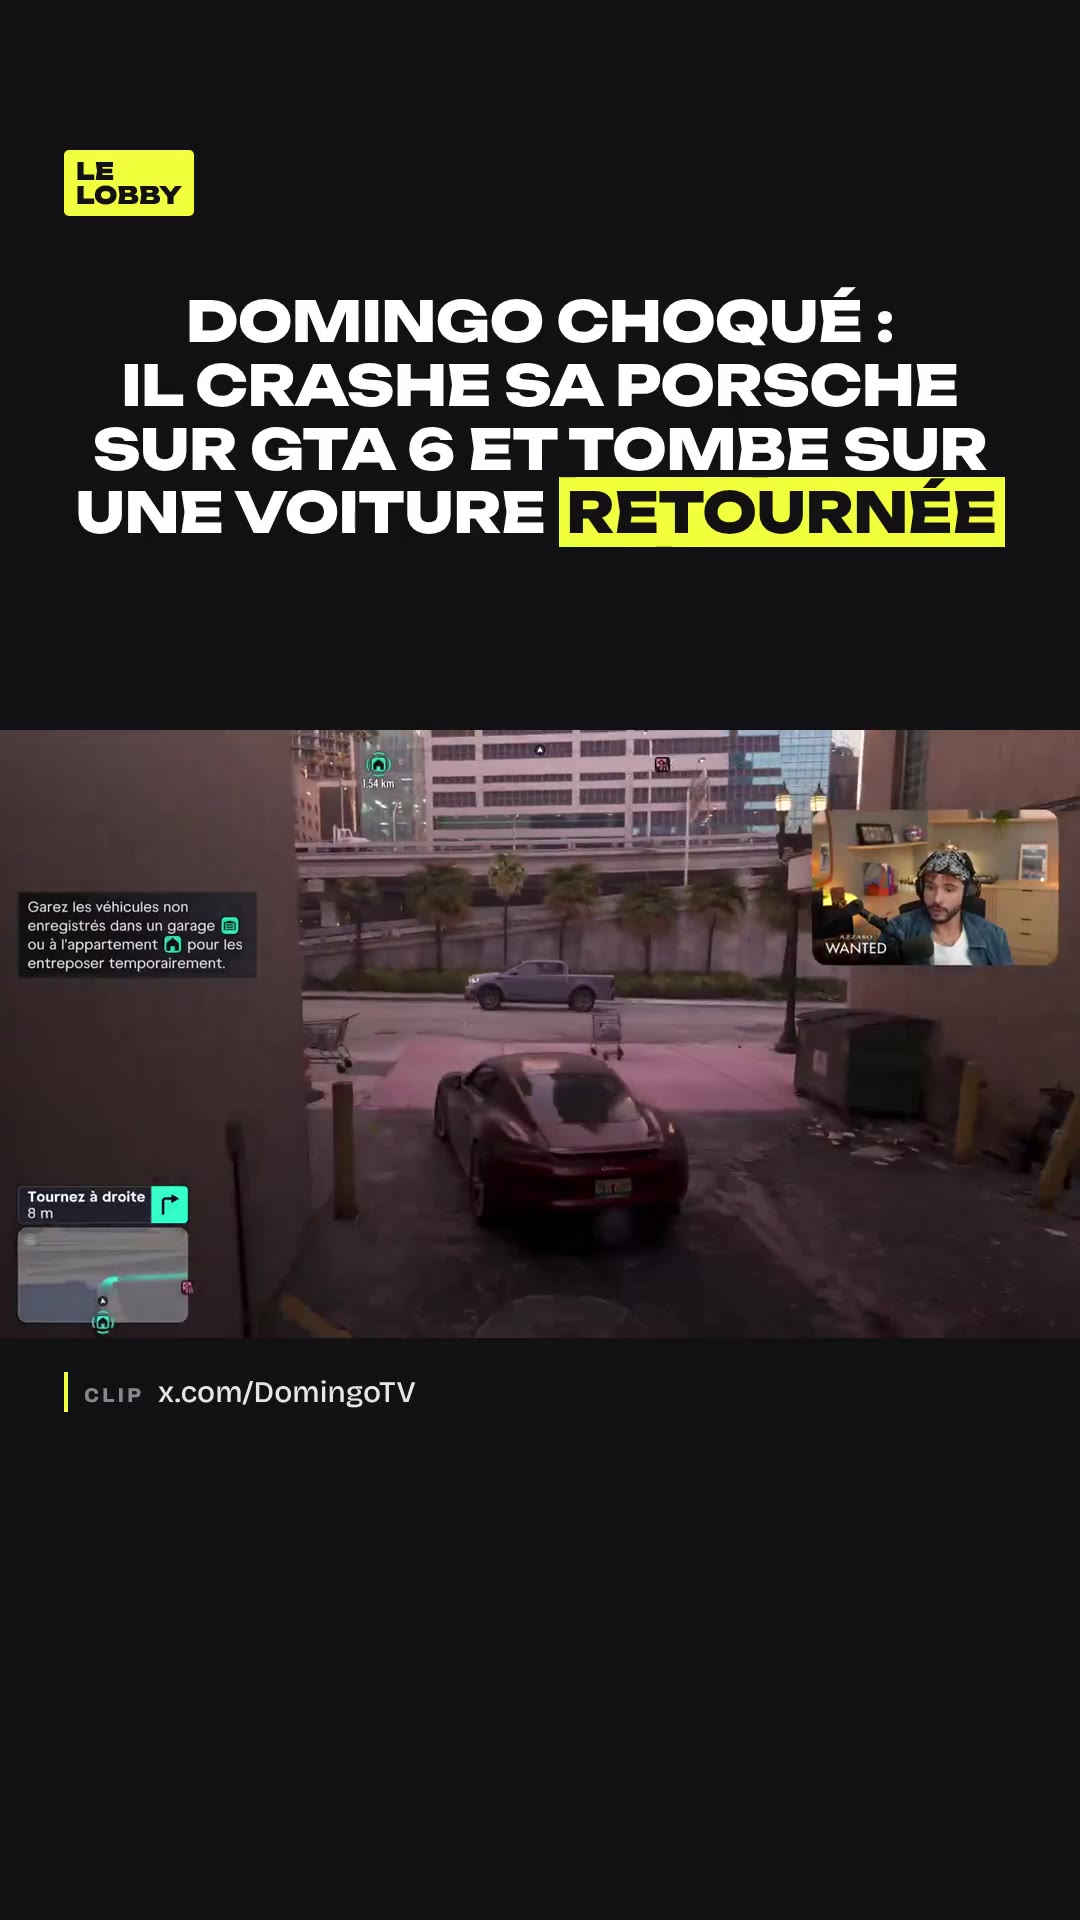 LE
LOBBY
DOMINGO CHOQUÉ :
IL CRASHE SA PORSCHE
SUR GTA 6 ET TOMBE SUR
UNE VOITURE RETOURNÉE
1.54 km
Garez les véhicules non
enregistrés dans un garage
ou à l'appartement pour les
entreposer temporairement.
AZZARO
WANTED
Tournez à droite
8 m
CLIP x.com/DomingoTV